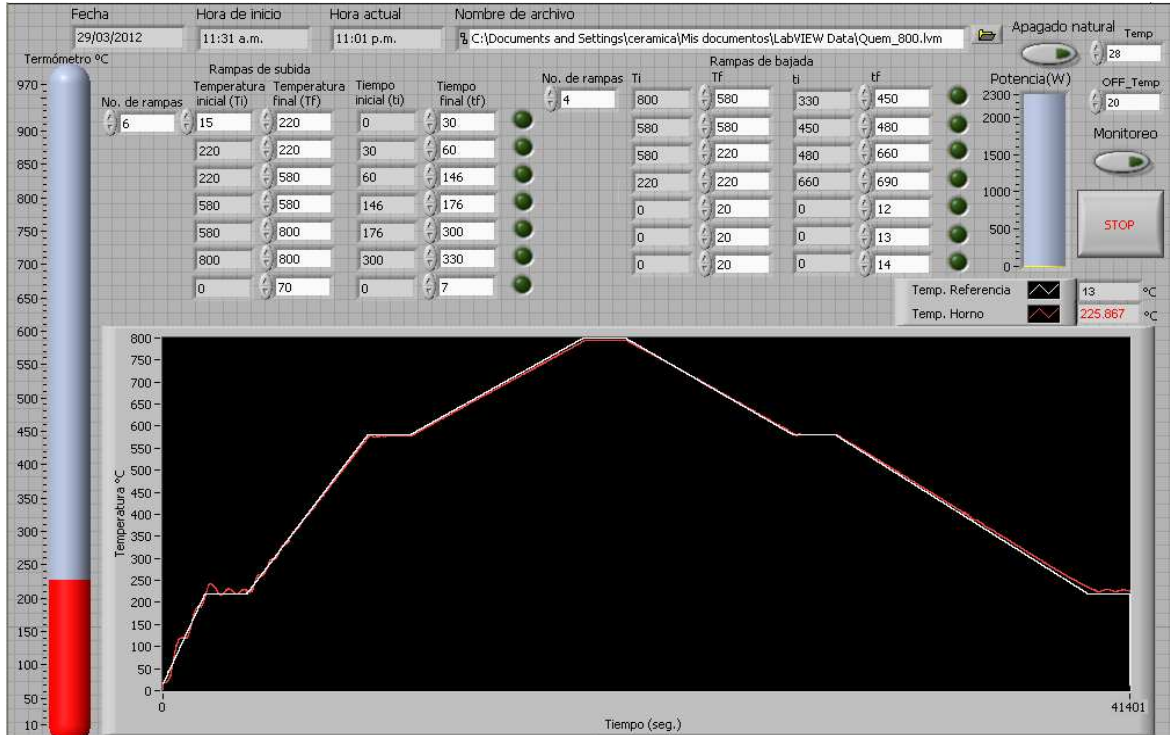 Fecha Hora de inicio Hora actual Nombre de archivo
29/03/2012 11:31 a.m. 11:01 p.m. C:\Documents and Settings\ceramica\Mis documentos\LabVIEW Data\Quem_800.lvm
Apagado natural Temp
28
Termómetro ºC
Rampas de subida
No. de rampas Temperatura inicial (Ti) Temperatura final (Tf) Tiempo inicial (ti) Tiempo final (tf)
6 15 220 0 30
220 220 30 60
220 580 60 146
580 580 146 176
580 800 176 300
800 800 300 330
0 70 0 7
Rampas de bajada
No. de rampas Ti Tf ti tf
4 800 580 330 450
580 580 450 480
580 220 480 660
220 220 660 690
0 20 0 12
0 20 0 13
0 20 0 14
Potencia(W)
2300
2000
1500
1000
500
0
OFF_Temp
20
Monitoreo
STOP
Temp. Referencia 13 ºC
Temp. Horno 225.867 ºC
970
900
850
800
750
700
650
600
550
500
450
400
350
300
250
200
150
100
50
10
Temperatura ºC
800
750
700
650
600
550
500
450
400
350
300
250
200
150
100
50
0
0 41401
Tiempo (seg.)